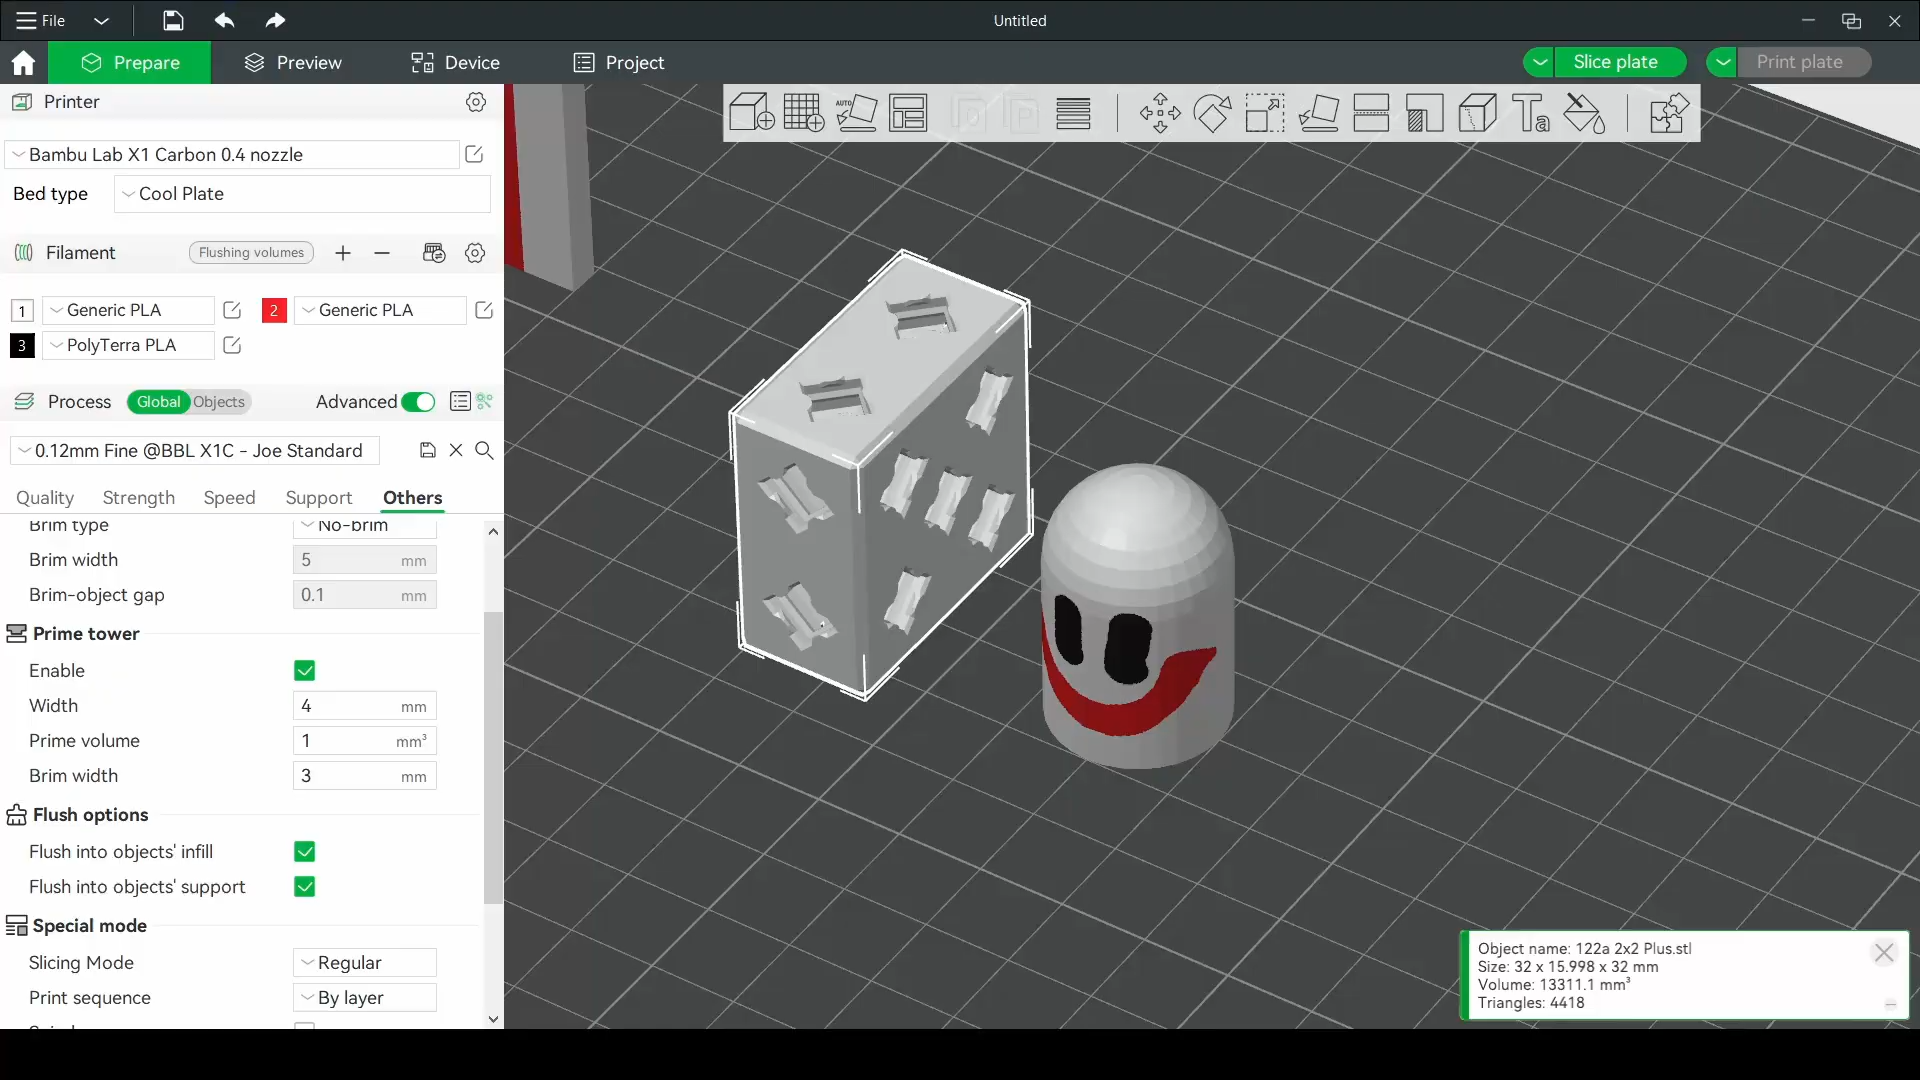 File
Untitled
Prepare
Preview
Device
Project
Slice plate
Print plate
Printer
AUTO
Ta
Bambu Lab X1 Carbon 0.4 nozzle
Bed type
Cool Plate
Filament
Flushing volumes
1 Generic PLA
2 Generic PLA
3 PolyTerra PLA
Process
Global
Objects
Advanced
0.12mm Fine @BBL X1C - Joe Standard
Quality
Strength
Speed
Support
Others
Brim type No-brim
Brim width 5 mm
Brim-object gap 0.1 mm
Prime tower
Enable
Width 4 mm
Prime volume 1 mm³
Brim width 3 mm
Flush options
Flush into objects' infill
Flush into objects' support
Special mode
Slicing Mode Regular
Print sequence By layer
Object name: 122a 2x2 Plus.stl
Size: 32 x 15.998 x 32 mm
Volume: 13311.1 mm³
Triangles: 4418